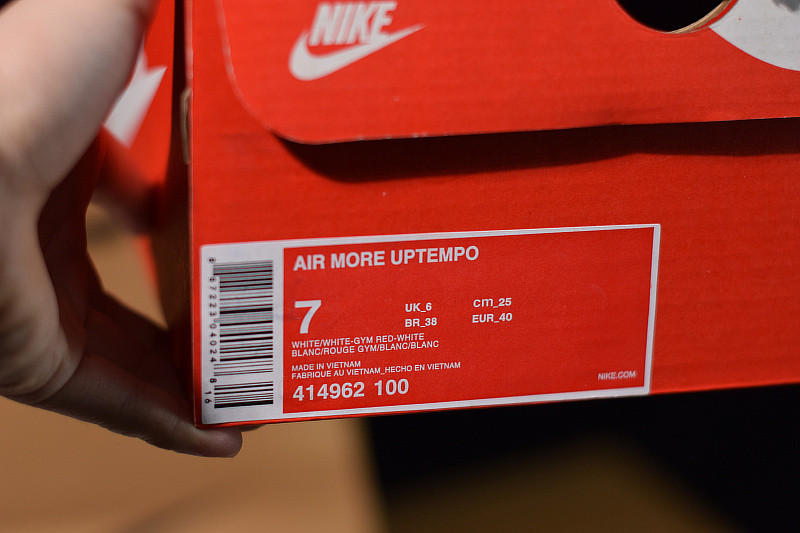 NIKE
AIR MORE UPTEMPO
7
UK_6 cm_25
BR_38 EUR_40
WHITE/WHITE-GYM RED-WHITE
BLANC/ROUGE GYM/BLANC/BLANC
MADE IN VIETNAM
FABRIQUE AU VIETNAM_HECHO EN VIETNAM
414962 100
NIKE.COM